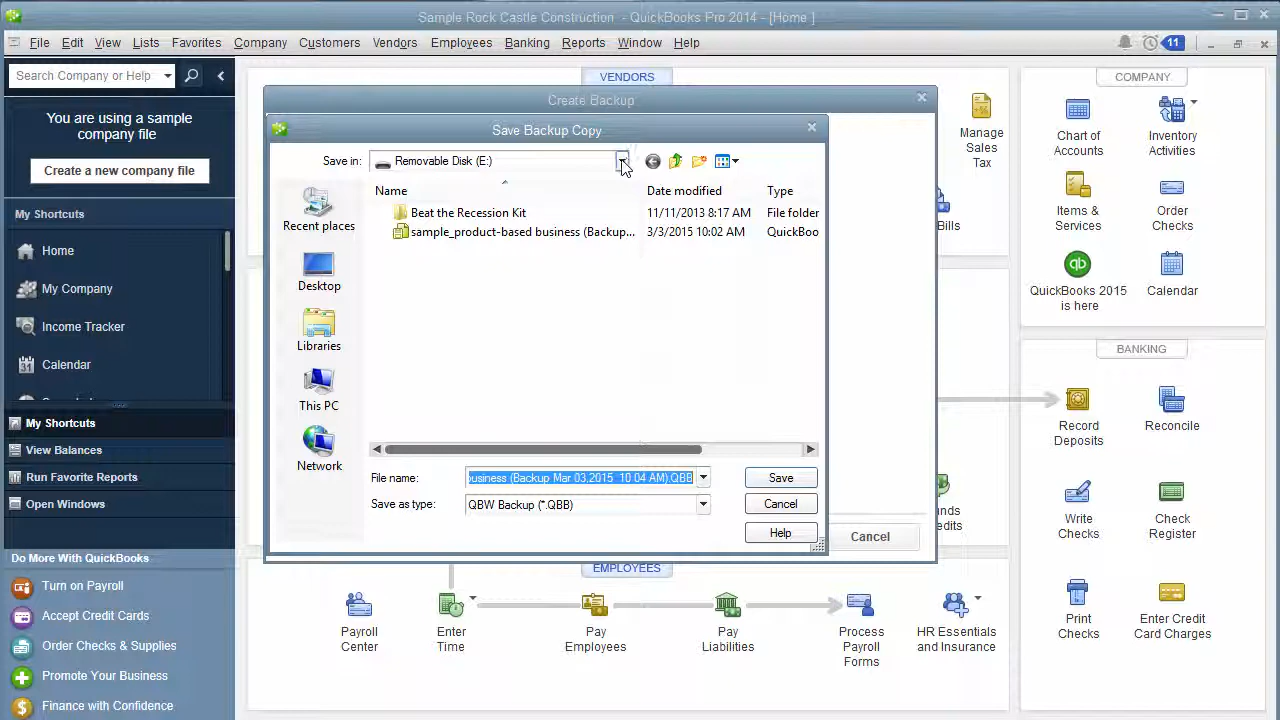 Sample Rock Castle Construction - QuickBooks Pro 2014 - [Home ]
File Edit View Lists Favorites Company Customers Vendors Employees Banking Reports Window Help
11
Search Company or Help
You are using a sample
company file
Create a new company file
My Shortcuts
Home
My Company
Income Tracker
Calendar
31
My Shortcuts
View Balances
Run Favorite Reports
Open Windows
Do More With QuickBooks
Turn on Payroll
Accept Credit Cards
Order Checks & Supplies
Promote Your Business
Finance with Confidence
VENDORS
Manage
Sales
Tax
Bills
Create Backup
Save Backup Copy
Save in:
Removable Disk (E:)
Name Date modified Type
Beat the Recession Kit 11/11/2013 8:17 AM File folder
sample_product-based business (Backup... 3/3/2015 10:02 AM QuickBoo
Recent places
Desktop
Libraries
This PC
Network
File name: business (Backup Mar 03,2015 10 04 AM).QBB Save
Save as type: QBW Backup (*.QBB) Cancel
Help
Cancel
EMPLOYEES
Payroll
Center
Enter
Time
Pay
Employees
Pay
Liabilities
Process
Payroll
Forms
HR Essentials
and Insurance
COMPANY
Chart of
Accounts
Inventory
Activities
Items &
Services
Order
Checks
qb
QuickBooks 2015
is here
Calendar
BANKING
Record
Deposits
Reconcile
Write
Checks
Check
Register
Print
Checks
Enter Credit
Card Charges